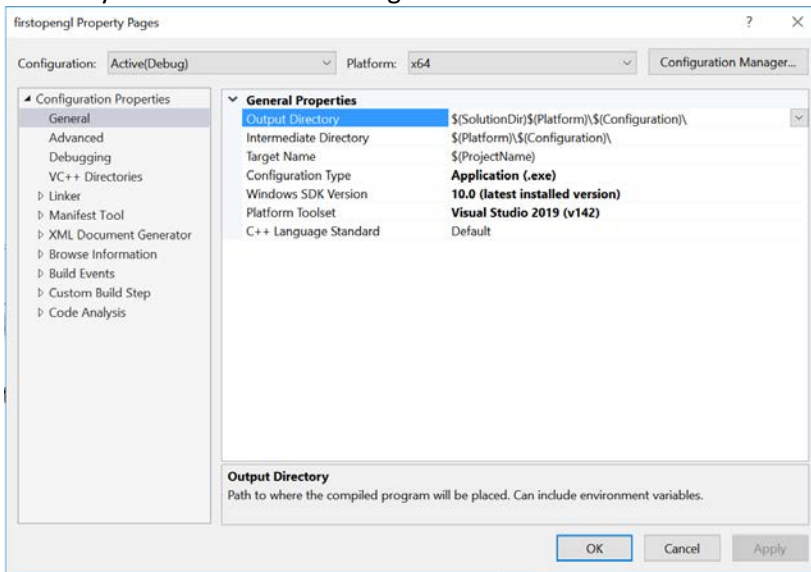 firstopengl Property Pages ? ×
Configuration: Active(Debug) Platform: x64 Configuration Manager...
Configuration Properties
General
Advanced
Debugging
VC++ Directories
Linker
Manifest Tool
XML Document Generator
Browse Information
Build Events
Custom Build Step
Code Analysis
General Properties
Output Directory $(SolutionDir)$(Platform)\$(Configuration)\
Intermediate Directory $(Platform)\$(Configuration)\
Target Name $(ProjectName)
Configuration Type Application (.exe)
Windows SDK Version 10.0 (latest installed version)
Platform Toolset Visual Studio 2019 (v142)
C++ Language Standard Default
Output Directory
Path to where the compiled program will be placed. Can include environment variables.
OK Cancel Apply